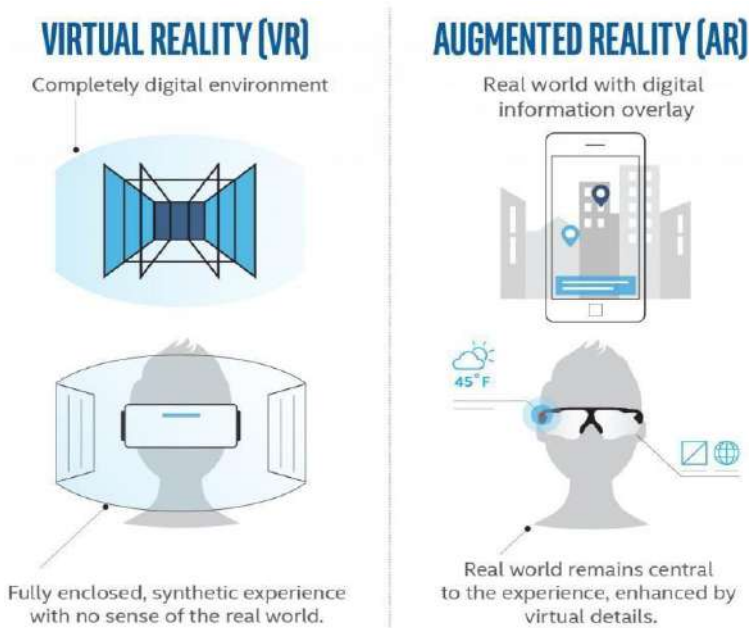 VIRTUAL REALITY (VR)
Completely digital environment
Fully enclosed, synthetic experience
with no sense of the real world.
AUGMENTED REALITY (AR)
Real world with digital
information overlay
45°F
Real world remains central
to the experience, enhanced by
virtual details.